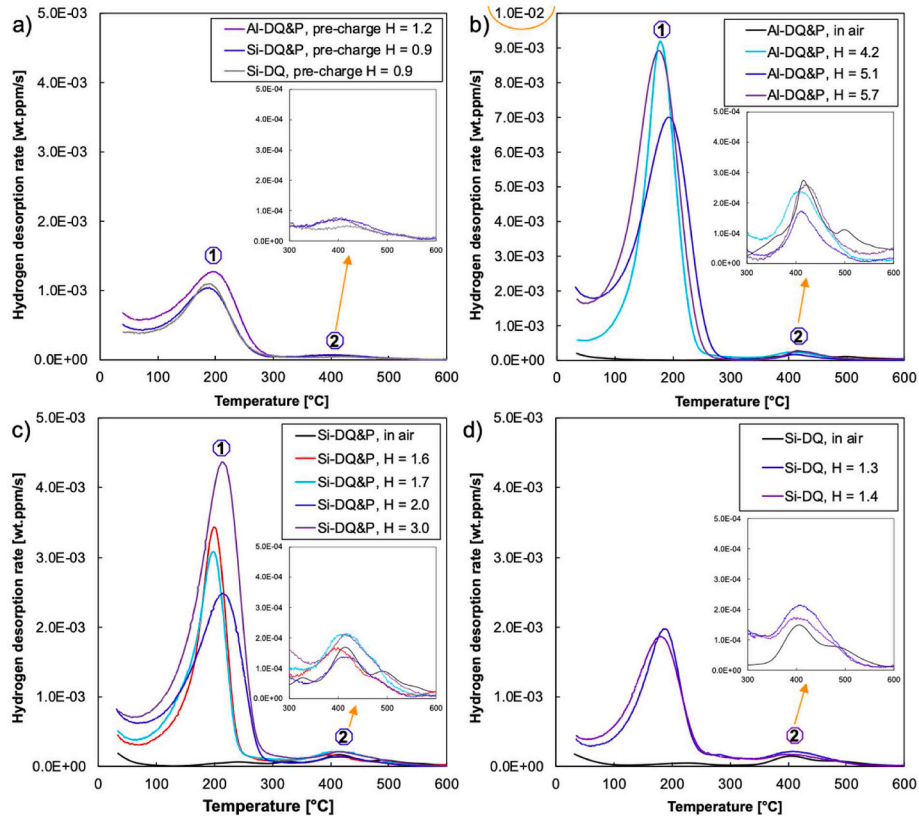 a)
5.0E-03
4.0E-03
3.0E-03
2.0E-03
1.0E-03
0.0E+00
Hydrogen desorption rate [wt.ppm/s]
0 100 200 300 400 500 600
Temperature [°C]
Al-DQ&P, pre-charge H = 1.2
Si-DQ&P, pre-charge H = 0.9
Si-DQ, pre-charge H = 0.9
5.0E-04
4.0E-04
3.0E-04
2.0E-04
1.0E-04
0.0E+00
300 400 500 600
1
2
b)
1.0E-02
9.0E-03
8.0E-03
7.0E-03
6.0E-03
5.0E-03
4.0E-03
3.0E-03
2.0E-03
1.0E-03
0.0E+00
Hydrogen desorption rate [wt.ppm/s]
0 100 200 300 400 500 600
Temperature [°C]
Al-DQ&P, in air
Al-DQ&P, H = 4.2
Al-DQ&P, H = 5.1
Al-DQ&P, H = 5.7
5.0E-04
4.0E-04
3.0E-04
2.0E-04
1.0E-04
0.0E+00
300 400 500 600
1
2
c)
5.0E-03
4.0E-03
3.0E-03
2.0E-03
1.0E-03
0.0E+00
Hydrogen desorption rate [wt.ppm/s]
0 100 200 300 400 500 600
Temperature [°C]
Si-DQ&P, in air
Si-DQ&P, H = 1.6
Si-DQ&P, H = 1.7
Si-DQ&P, H = 2.0
Si-DQ&P, H = 3.0
5.0E-04
4.0E-04
3.0E-04
2.0E-04
1.0E-04
0.0E+00
300 400 500 600
1
2
d)
5.0E-03
4.0E-03
3.0E-03
2.0E-03
1.0E-03
0.0E+00
Hydrogen desorption rate [wt.ppm/s]
0 100 200 300 400 500 600
Temperature [°C]
Si-DQ, in air
Si-DQ, H = 1.3
Si-DQ, H = 1.4
5.0E-04
4.0E-04
3.0E-04
2.0E-04
1.0E-04
0.0E+00
300 400 500 600
2